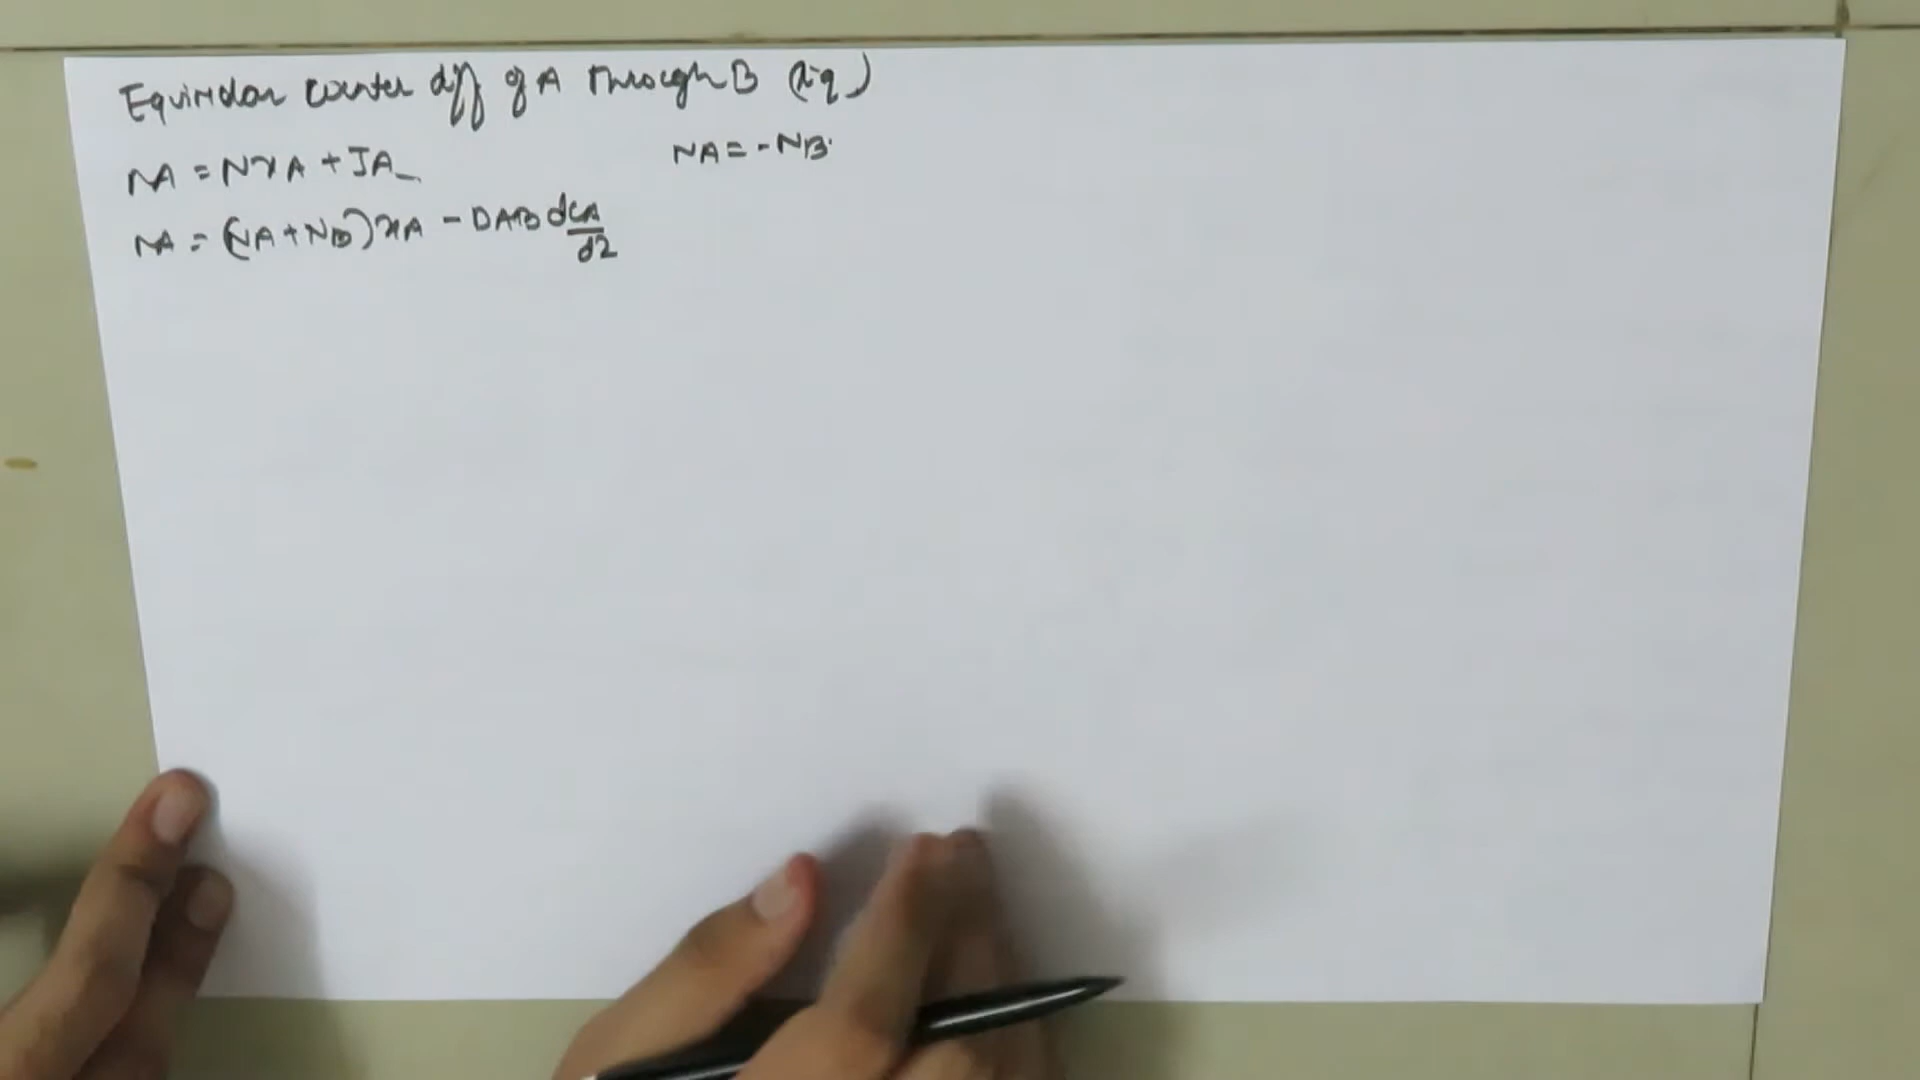 Equimolar counter diff of A through B (liq)
NA = -NB.
NA = NxA + JA
NA = (NA+NB)xA - DAB dCA/dz